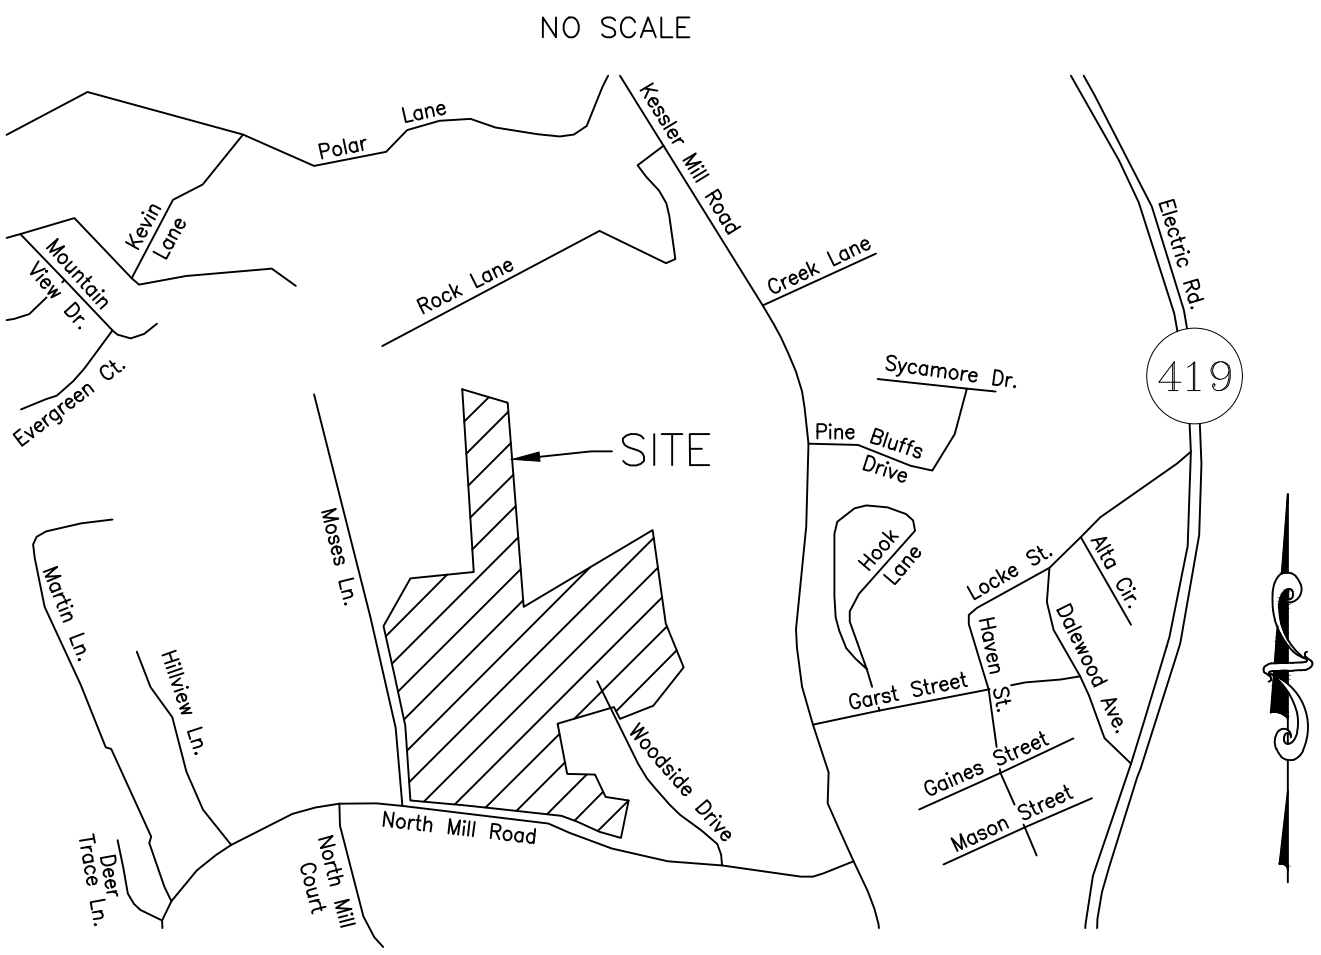 NO SCALE
Kessler Mill Road
Polar Lane
Kevin
Lane
Electric Rd.
Mountain
View Dr.
Rock Lane
Creek Lane
Evergreen Ct.
Sycamore Dr.
419
Pine Bluffs
Drive
SITE
Moses Ln.
Hook
Lane
Locke St.
Alta Cir.
Martin Ln.
Hillview Ln.
Haven St.
Dalewood Ave.
Garst Street
Woodside Drive
Gaines Street
Mason Street
North Mill Road
North Mill
Court
Deer
Trace Ln.